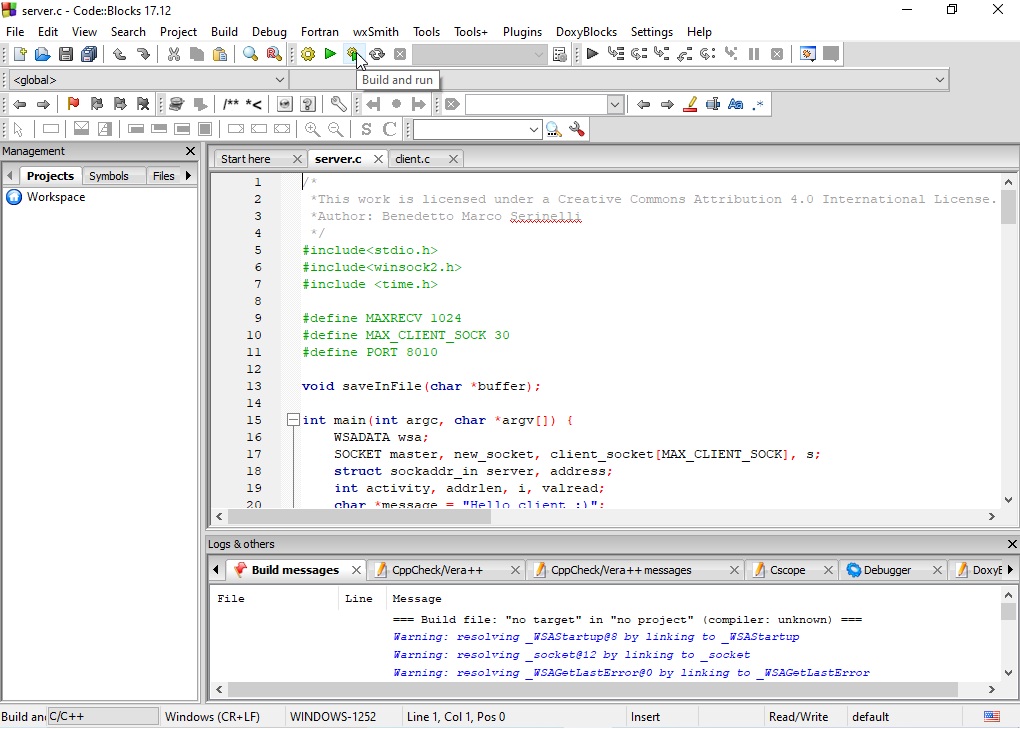 server.c - Code::Blocks 17.12
File Edit View Search Project Build Debug Fortran wxSmith Tools Tools+ Plugins DoxyBlocks Settings Help
<global>
Build and run
/** *<
Aa .*
S C
Management
Projects Symbols Files
Workspace
Start here server.c client.c
1 /*
2 *This work is licensed under a Creative Commons Attribution 4.0 International License.
3 *Author: Benedetto Marco Serinelli
4 */
5 #include<stdio.h>
6 #include<winsock2.h>
7 #include <time.h>
8
9 #define MAXRECV 1024
10 #define MAX_CLIENT_SOCK 30
11 #define PORT 8010
12
13 void saveInFile(char *buffer);
14
15 int main(int argc, char *argv[]) {
16 WSADATA wsa;
17 SOCKET master, new_socket, client_socket[MAX_CLIENT_SOCK], s;
18 struct sockaddr_in server, address;
19 int activity, addrlen, i, valread;
20 char *message = "Hello client :)";
Logs & others
Build messages CppCheck/Vera++ CppCheck/Vera++ messages Cscope Debugger DoxyB
File Line Message
=== Build file: "no target" in "no project" (compiler: unknown) ===
Warning: resolving _WSAStartup@8 by linking to _WSAStartup
Warning: resolving _socket@12 by linking to _socket
Warning: resolving _WSAGetLastError@0 by linking to _WSAGetLastError
Build an C/C++ Windows (CR+LF) WINDOWS-1252 Line 1, Col 1, Pos 0 Insert Read/Write default